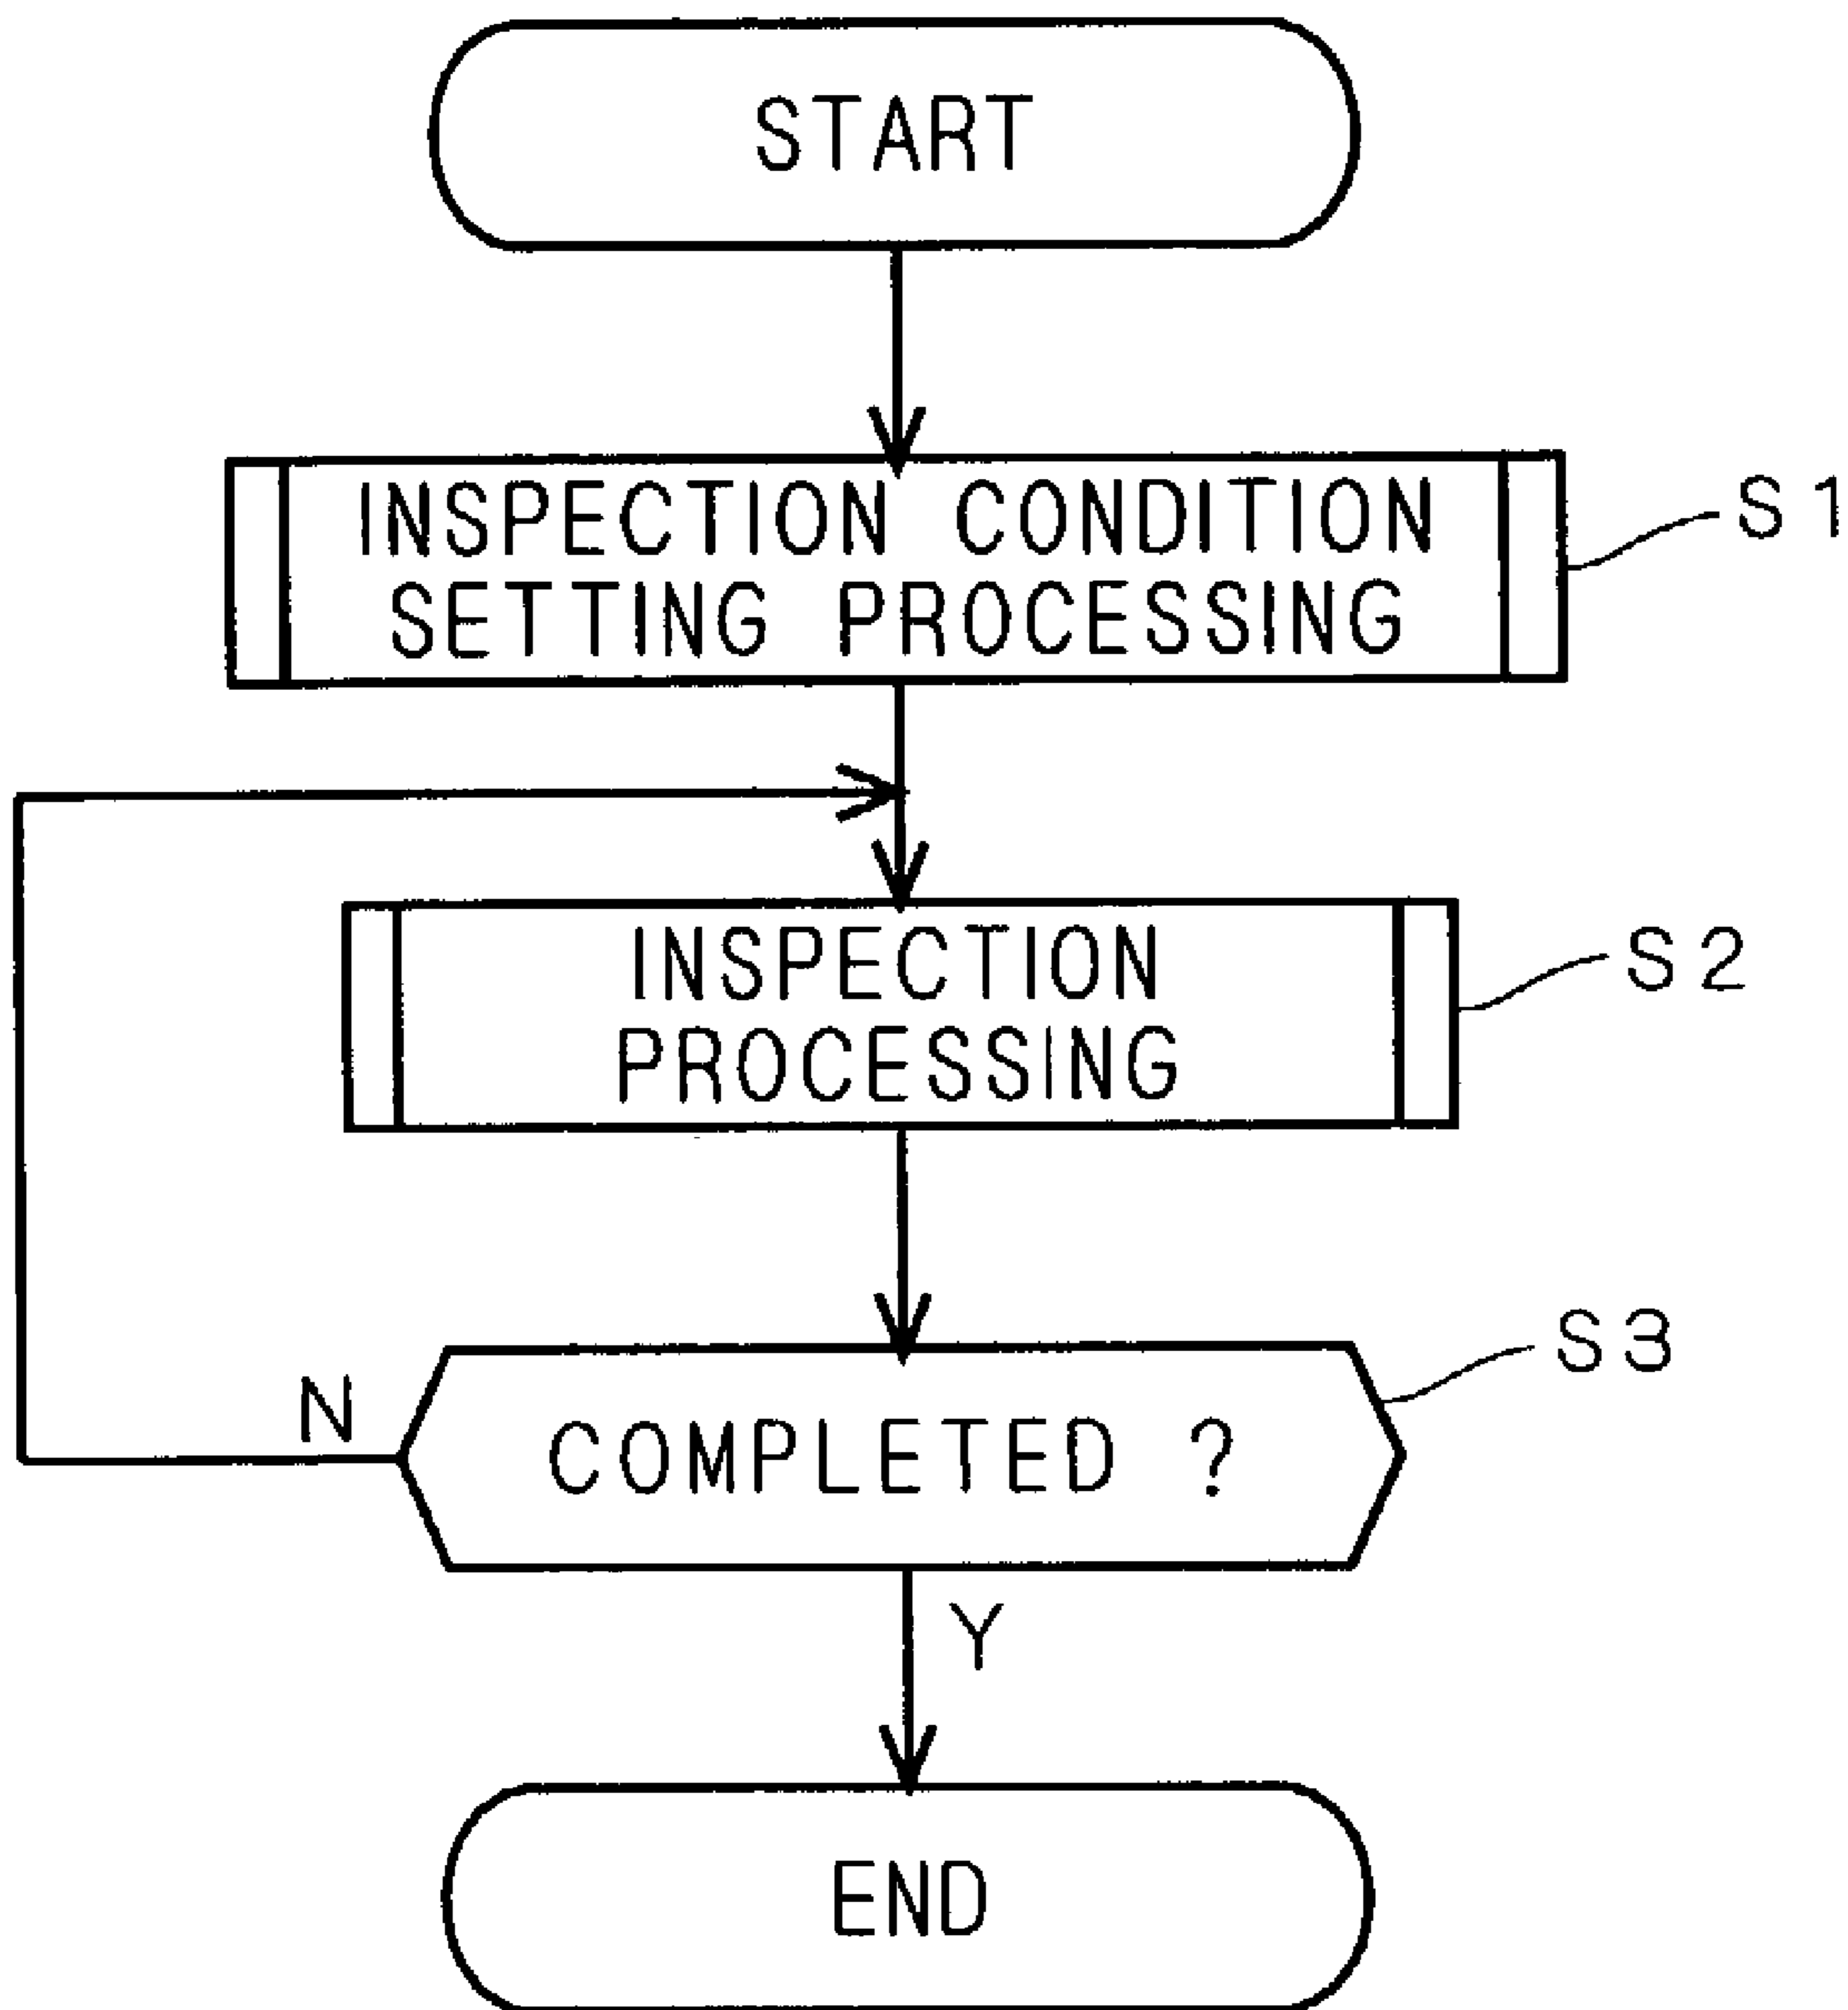 START
INSPECTION CONDITION
SETTING PROCESSING
S1
INSPECTION
PROCESSING
S2
COMPLETED ?
S3
N
Y
END